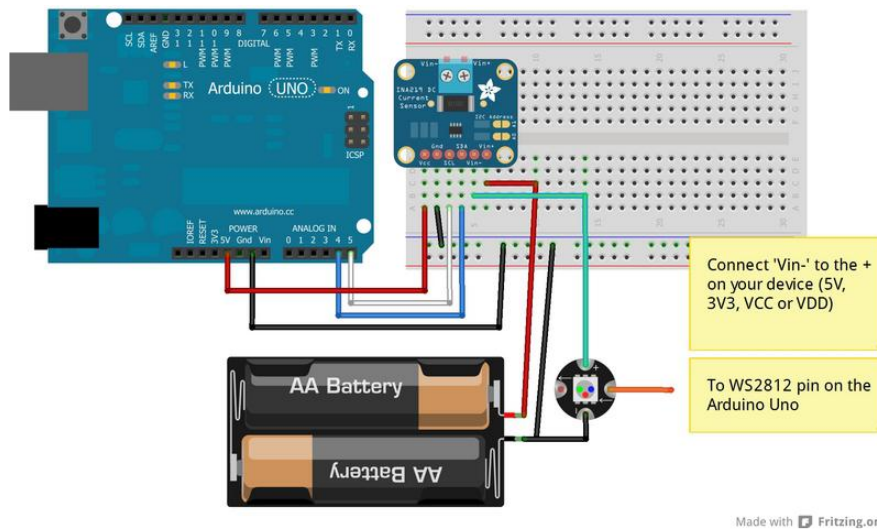 SCL
SDA
AREF
GND
13
12
11
10
9
8
7
6
5
4
3
2
1
0
PWM
PWM
PWM
DIGITAL
PWM
PWM
PWM
TX
RX
L
TX
RX
Arduino
UNO
ON
1
ICSP
www.arduino.cc
POWER
ANALOG IN
IOREF
RESET
3V3
5V
Gnd
Vin
0
1
2
3
4
5
Vin-
Vin+
INA219 DC
Current
Sensor
I2C Address
Gnd
SDA
Vin+
Vcc
SCL
Vin-
Connect 'Vin-' to the +
on your device (5V,
3V3, VCC or VDD)
To WS2812 pin on the
Arduino Uno
AA Battery
AA Battery
Made with Fritzing.or